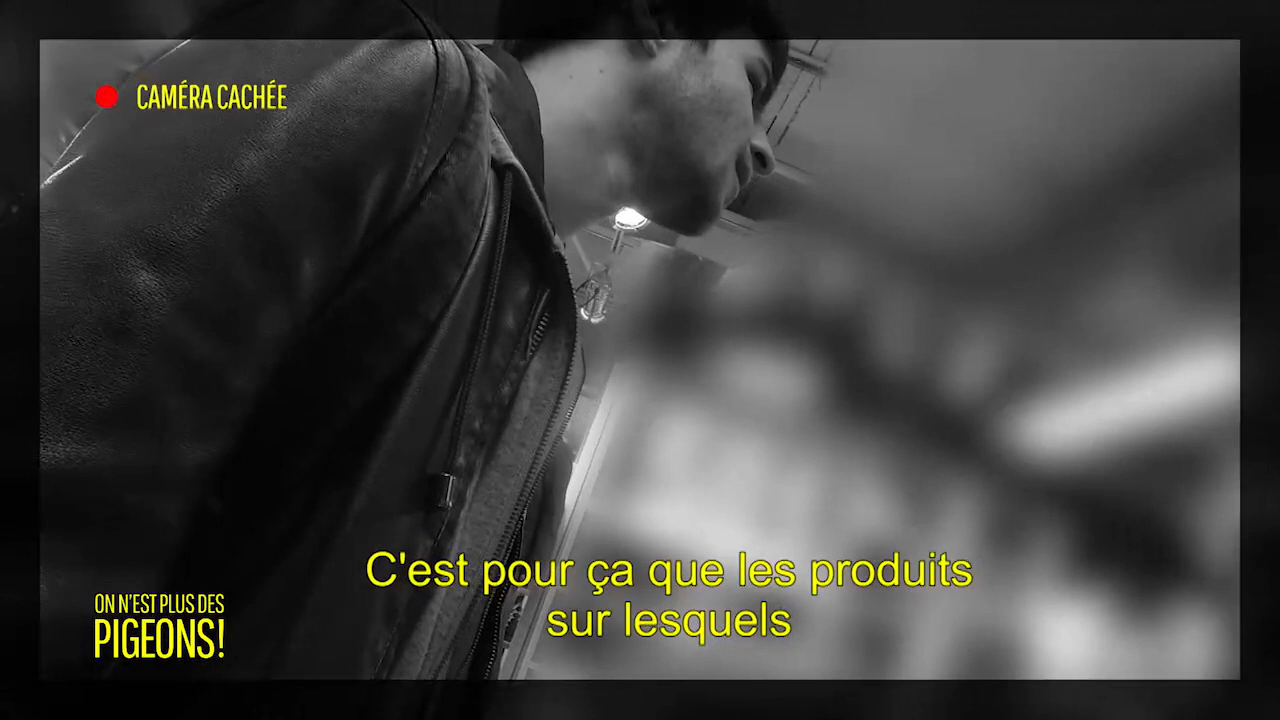 CAMÉRA CACHÉE
C'est pour ça que les produits
sur lesquels
ON N'EST PLUS DES
PIGEONS!